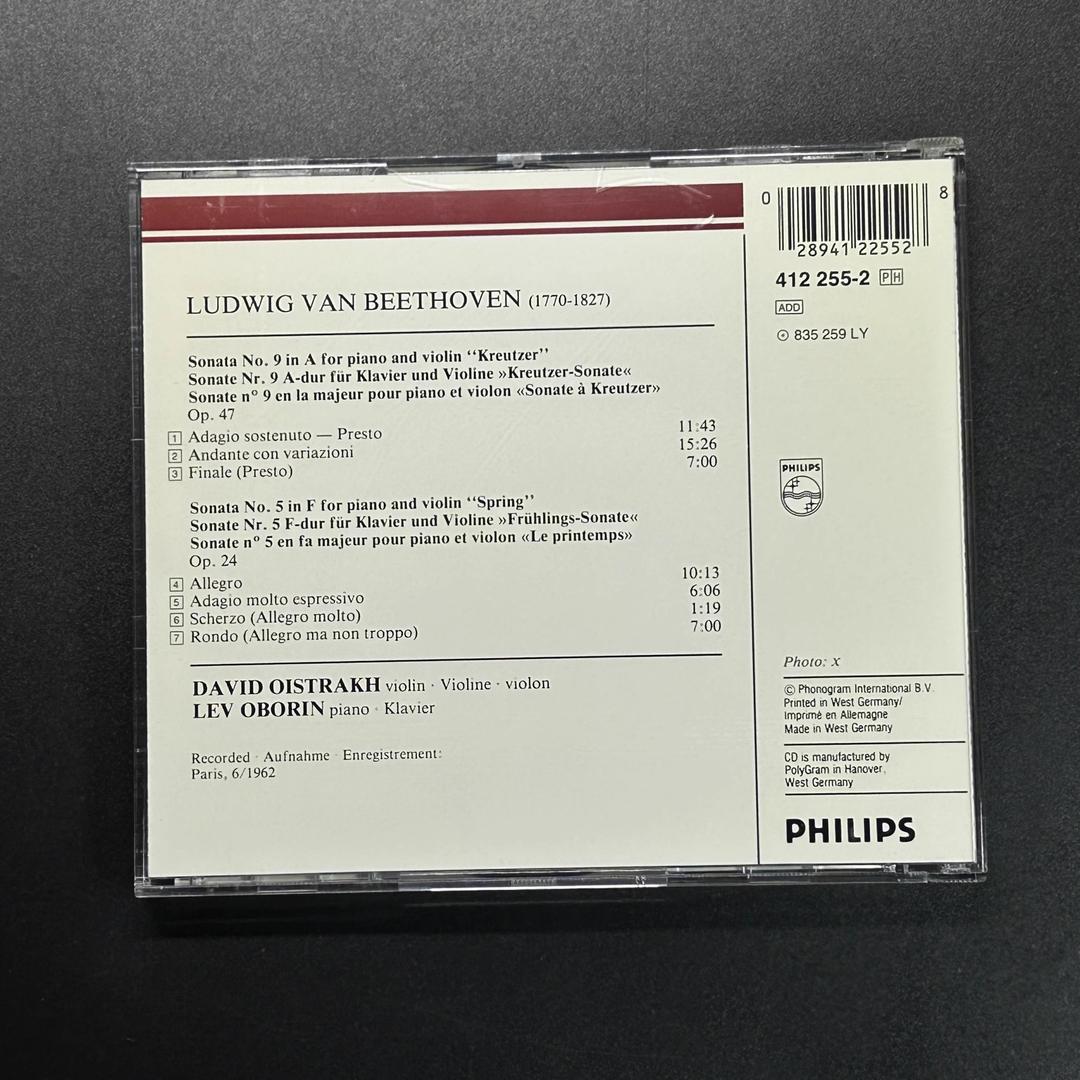 LUDWIG VAN BEETHOVEN (1770-1827)
Sonata No. 9 in A for piano and violin ‘‘Kreutzer’’
Sonate Nr. 9 A-dur für Klavier und Violine »Kreutzer-Sonate«
Sonate n° 9 en la majeur pour piano et violon «Sonate à Kreutzer»
Op. 47
1 Adagio sostenuto — Presto 11:43
2 Andante con variazioni 15:26
3 Finale (Presto) 7:00
Sonata No. 5 in F for piano and violin ‘‘Spring’’
Sonate Nr. 5 F-dur für Klavier und Violine »Frühlings-Sonate«
Sonate n° 5 en fa majeur pour piano et violon «Le printemps»
Op. 24
4 Allegro 10:13
5 Adagio molto espressivo 6:06
6 Scherzo (Allegro molto) 1:19
7 Rondo (Allegro ma non troppo) 7:00
DAVID OISTRAKH violin · Violine · violon
LEV OBORIN piano · Klavier
Recorded · Aufnahme · Enregistrement:
Paris, 6/1962
0 28941 22552 8
412 255-2 PH
ADD
835 259 LY
PHILIPS
Photo: x
© Phonogram International B.V.
Printed in West Germany/
Imprimé en Allemagne
Made in West Germany
CD is manufactured by
PolyGram in Hanover,
West Germany
PHILIPS